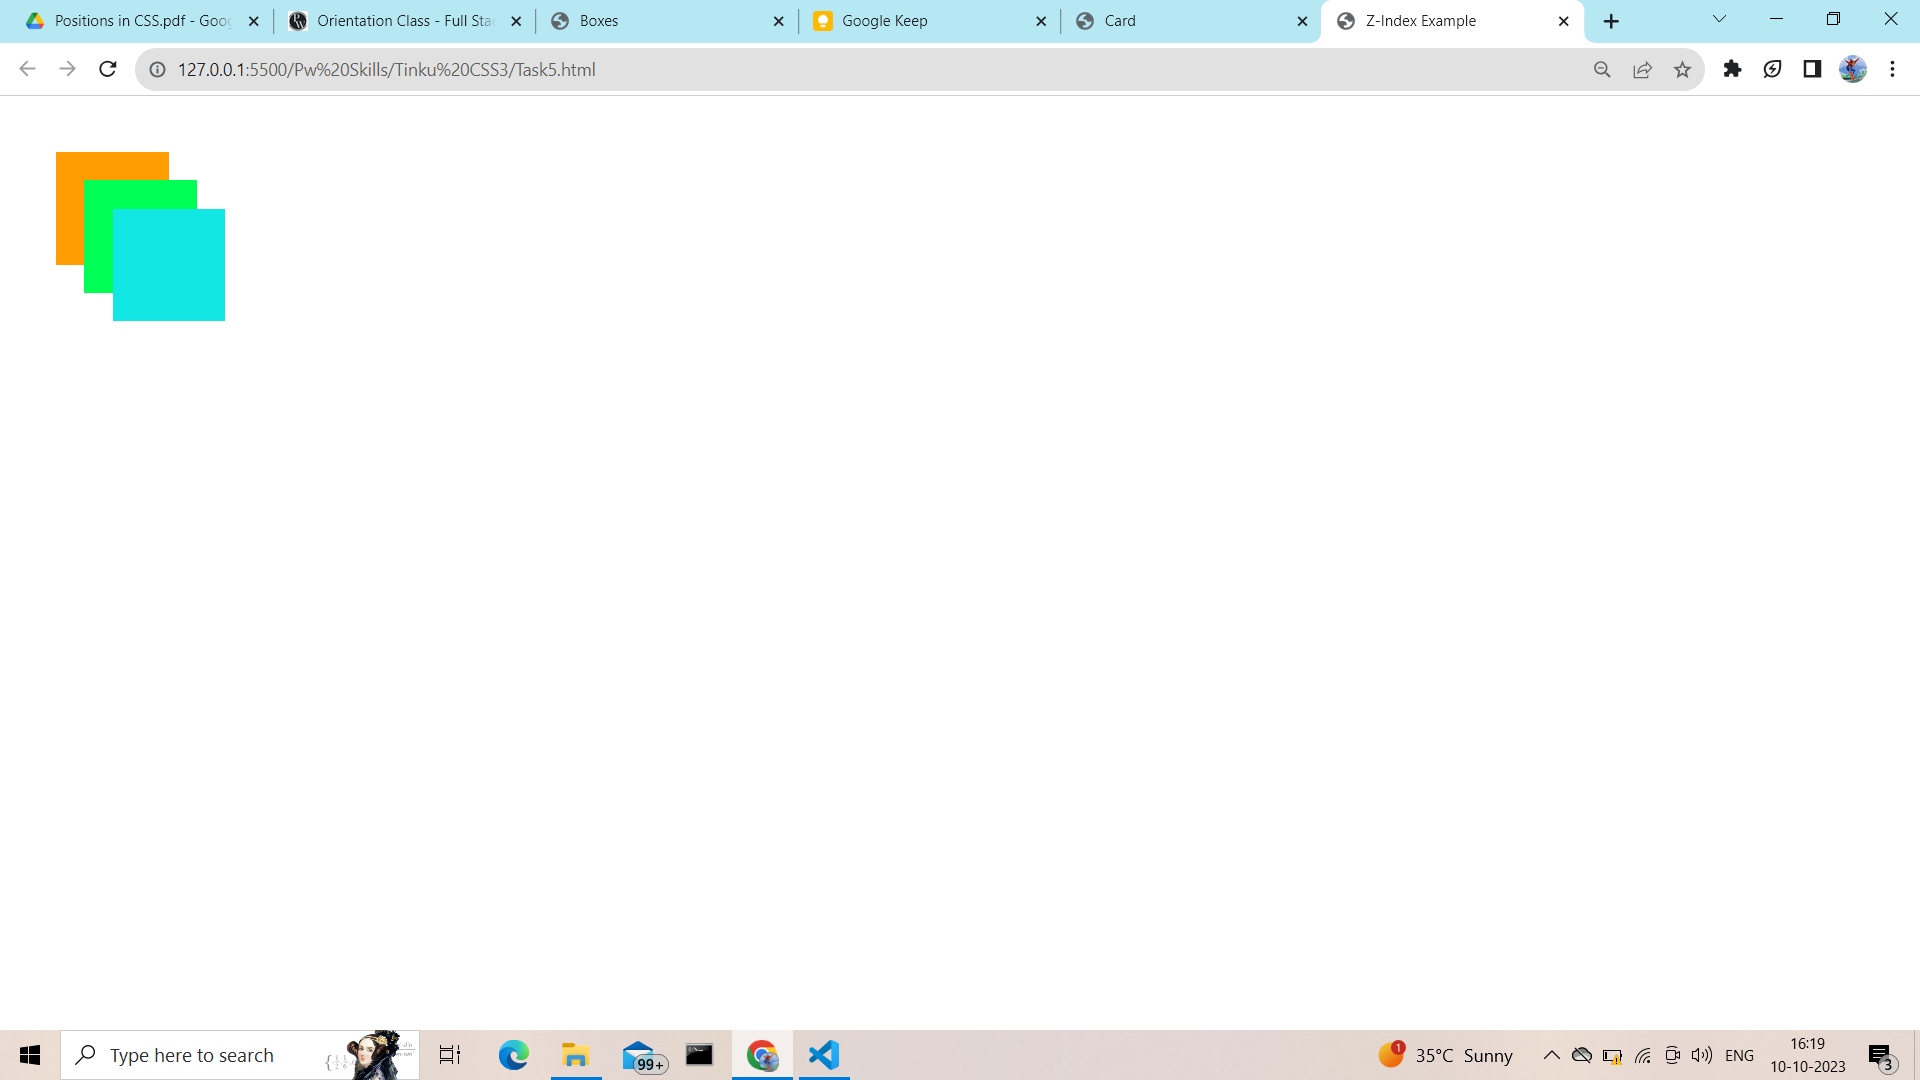 Positions in CSS.pdf - Goog
Orientation Class - Full Sta
Boxes
Google Keep
Card
Z-Index Example
127.0.0.1:5500/Pw%20Skills/Tinku%20CSS3/Task5.html
Type here to search
99+
1
35°C Sunny
ENG
16:19
10-10-2023
3